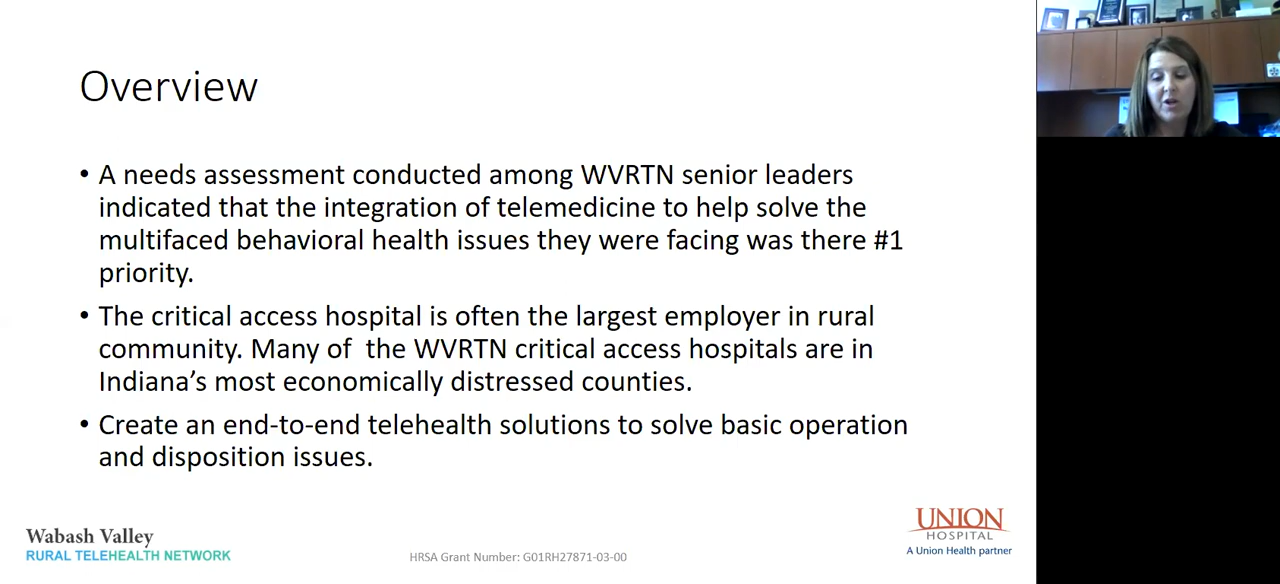 Overview
• A needs assessment conducted among WVRTN senior leaders
indicated that the integration of telemedicine to help solve the
multifaced behavioral health issues they were facing was there #1
priority.
• The critical access hospital is often the largest employer in rural
community. Many of  the WVRTN critical access hospitals are in
Indiana’s most economically distressed counties.
• Create an end-to-end telehealth solutions to solve basic operation
and disposition issues.
Wabash Valley
RURAL TELEHEALTH NETWORK
HRSA Grant Number: G01RH27871-03-00
UNION
HOSPITAL
A Union Health partner